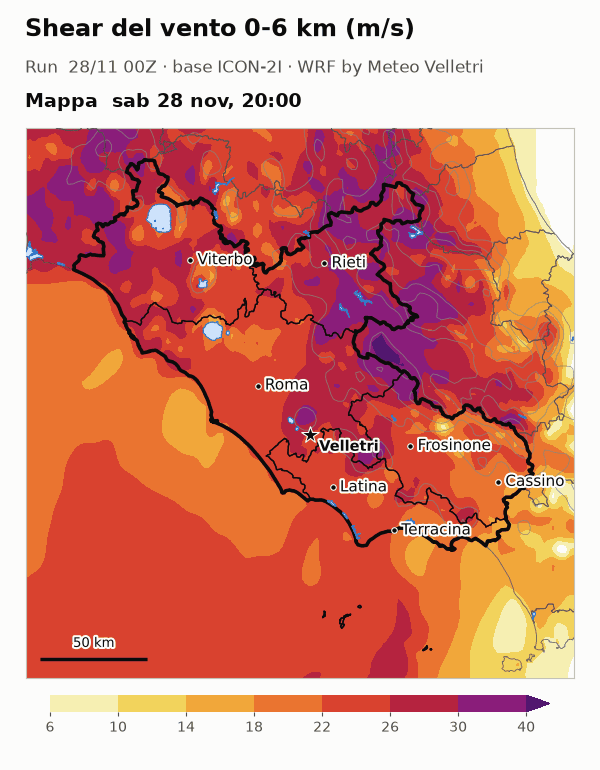 Shear del vento 0-6 km (m/s)
Run  28/11 00Z · base ICON-2I · WRF by Meteo Velletri
Mappa  sab 28 nov, 20:00
Viterbo
Rieti
Roma
Velletri
Frosinone
Cassino
Latina
Terracina
50 km
6 10 14 18 22 26 30 40